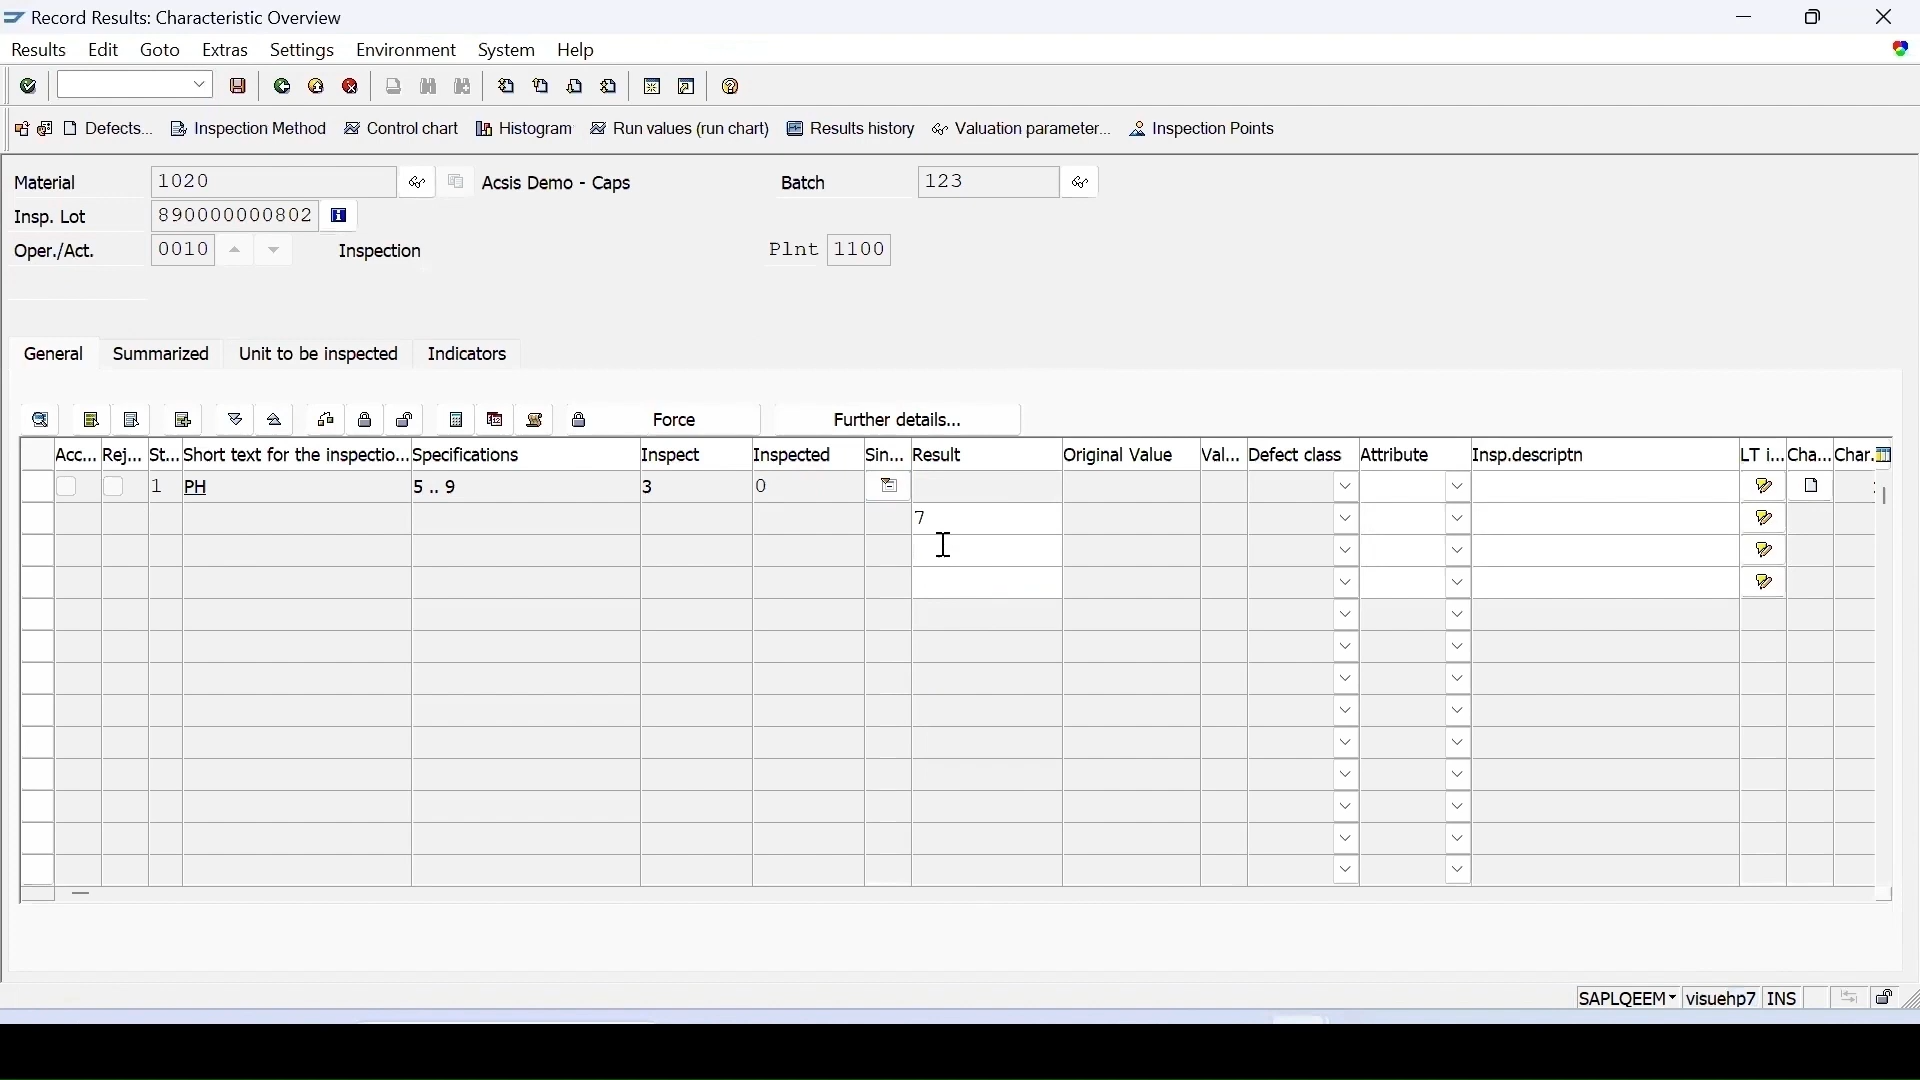 Record Results: Characteristic Overview
Results Edit Goto Extras Settings Environment System Help
Defects... Inspection Method Control chart Histogram Run values (run chart) Results history Valuation parameter... Inspection Points
Material 1020 Acsis Demo - Caps Batch 123
Insp. Lot 890000000802
Oper./Act. 0010 Inspection Plnt 1100
General Summarized Unit to be inspected Indicators
Force Further details...
Acc... Rej... St... Short text for the inspectio... Specifications Inspect Inspected Sin... Result Original Value Val... Defect class Attribute Insp.descriptn LT i... Cha... Char.
1 PH 5 .. 9 3 0
7
SAPLQEEM visuehp7 INS